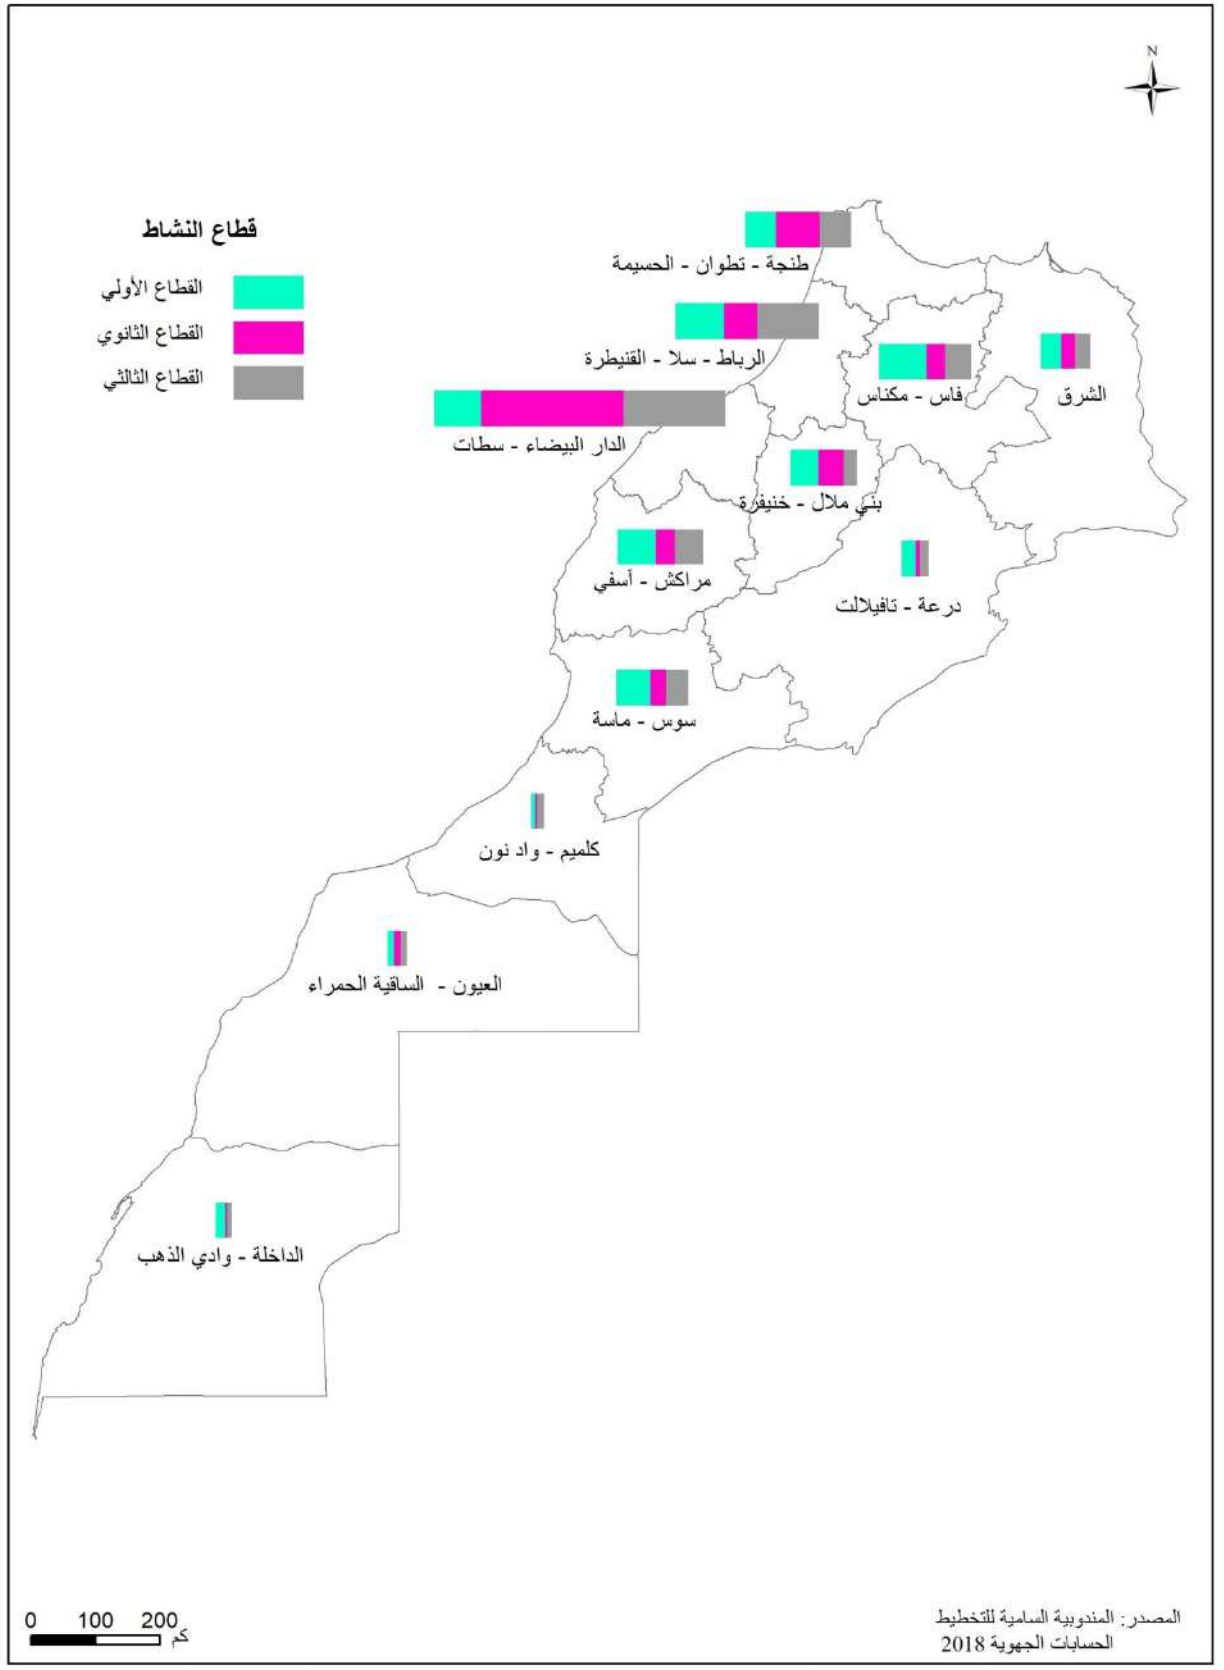 N
قطاع النشاط
القطاع الأولي
القطاع الثانوي
القطاع الثالثي
طنجة - تطوان - الحسيمة
الرباط - سلا - القنيطرة
فاس - مكناس
الشرق
الدار البيضاء - سطات
بني ملال - خنيفرة
مراكش - آسفي
درعة - تافيلالت
سوس - ماسة
كلميم - واد نون
العيون - الساقية الحمراء
الداخلة - وادي الذهب
0 100 200
كم
المصدر: المندوبية السامية للتخطيط
الحسابات الجهوية 2018